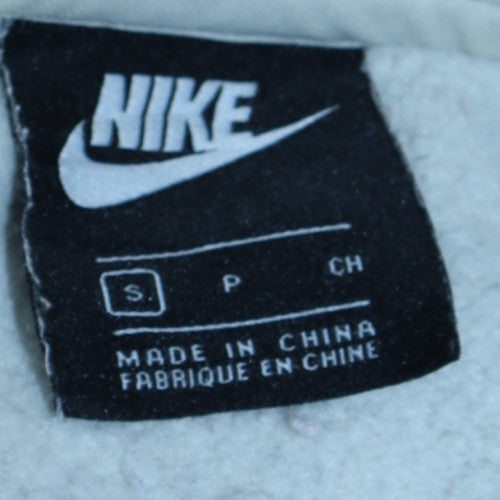 NIKE
S P CH
MADE IN CHINA
FABRIQUE EN CHINE